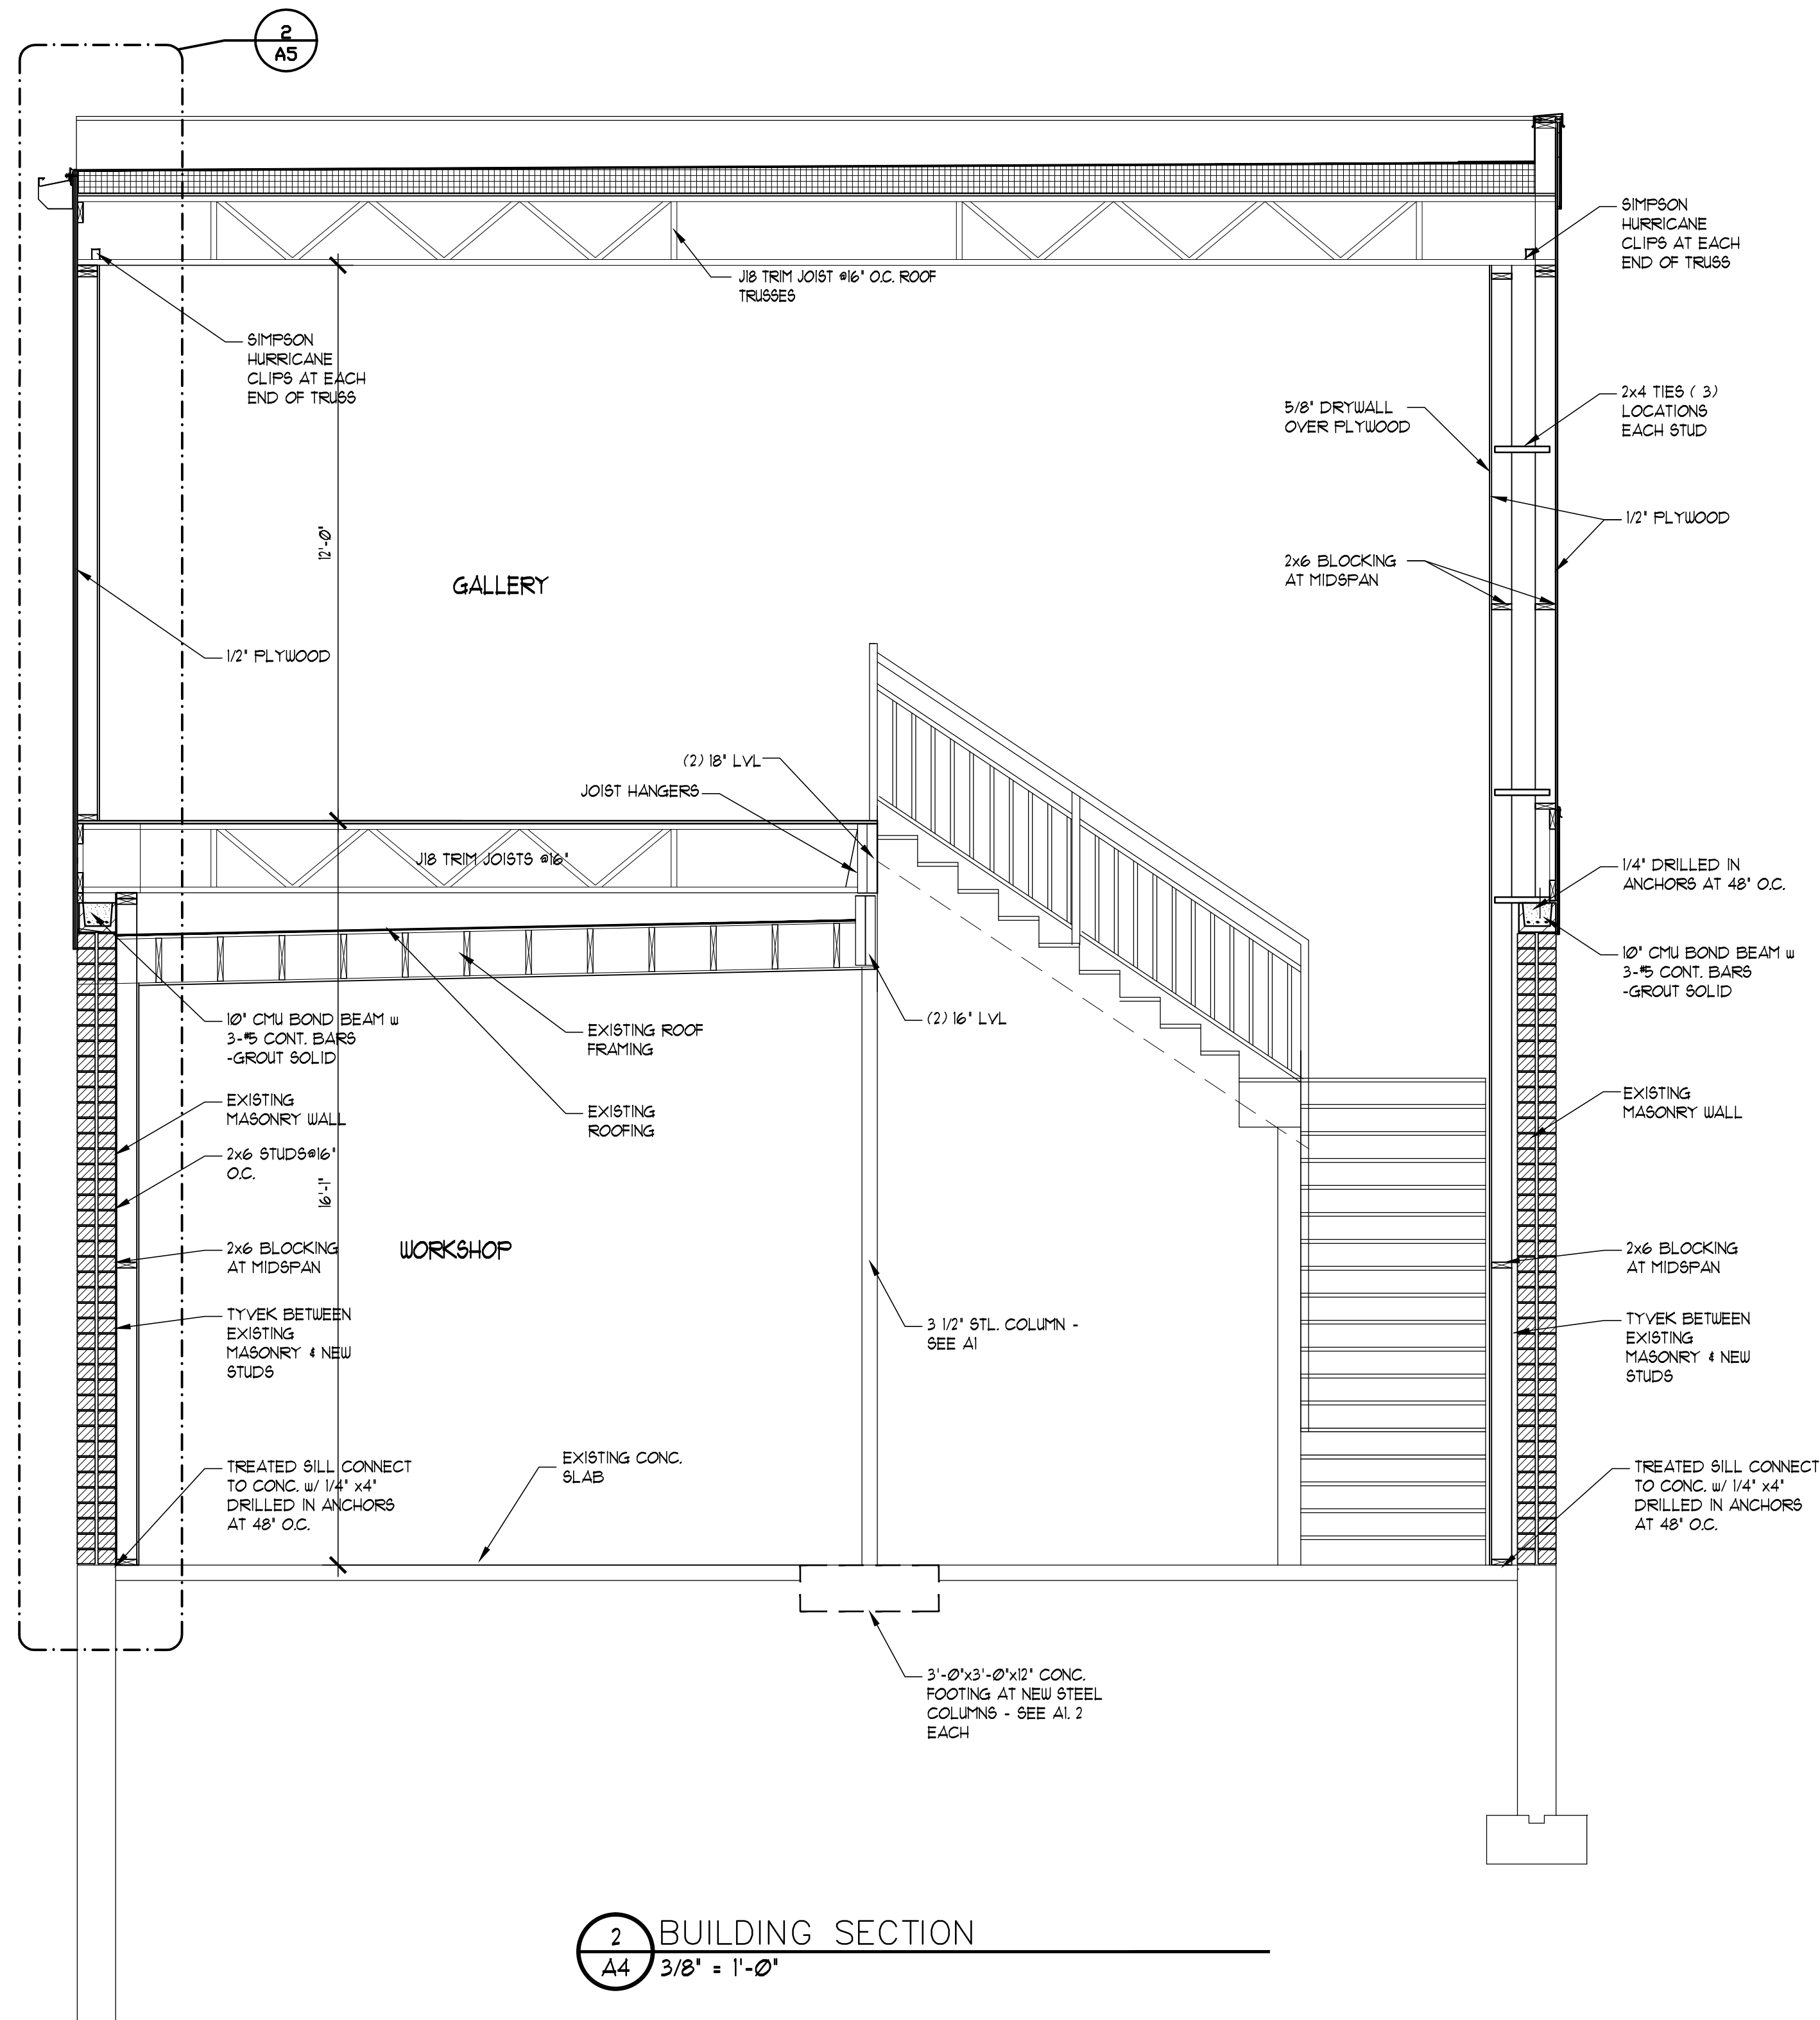 2
A5
SIMPSON
HURRICANE
CLIPS AT EACH
END OF TRUSS
J18 TRIM JOIST @16" O.C. ROOF
TRUSSES
SIMPSON
HURRICANE
CLIPS AT EACH
END OF TRUSS
5/8" DRYWALL
OVER PLYWOOD
2x4 TIES ( 3)
LOCATIONS
EACH STUD
12'-0"
GALLERY
2x6 BLOCKING
AT MIDSPAN
1/2" PLYWOOD
1/2" PLYWOOD
(2) 18" LVL
JOIST HANGERS
J18 TRIM JOISTS @16"
1/4" DRILLED IN
ANCHORS AT 48" O.C.
10" CMU BOND BEAM w
3-#5 CONT. BARS
-GROUT SOLID
10" CMU BOND BEAM w
3-#5 CONT. BARS
-GROUT SOLID
EXISTING ROOF
FRAMING
(2) 16" LVL
EXISTING
MASONRY WALL
EXISTING
ROOFING
EXISTING
MASONRY WALL
2x6 STUDS@16"
O.C.
16'-1"
WORKSHOP
2x6 BLOCKING
AT MIDSPAN
2x6 BLOCKING
AT MIDSPAN
TYVEK BETWEEN
EXISTING
MASONRY & NEW
STUDS
3 1/2" STL. COLUMN -
SEE A1
TYVEK BETWEEN
EXISTING
MASONRY & NEW
STUDS
TREATED SILL CONNECT
TO CONC. w/ 1/4" x4"
DRILLED IN ANCHORS
AT 48" O.C.
EXISTING CONC.
SLAB
TREATED SILL CONNECT
TO CONC. w/ 1/4" x4"
DRILLED IN ANCHORS
AT 48" O.C.
3'-0"x3'-0"x12" CONC.
FOOTING AT NEW STEEL
COLUMNS - SEE A1. 2
EACH
2
A4
BUILDING SECTION
3/8" = 1'-0"